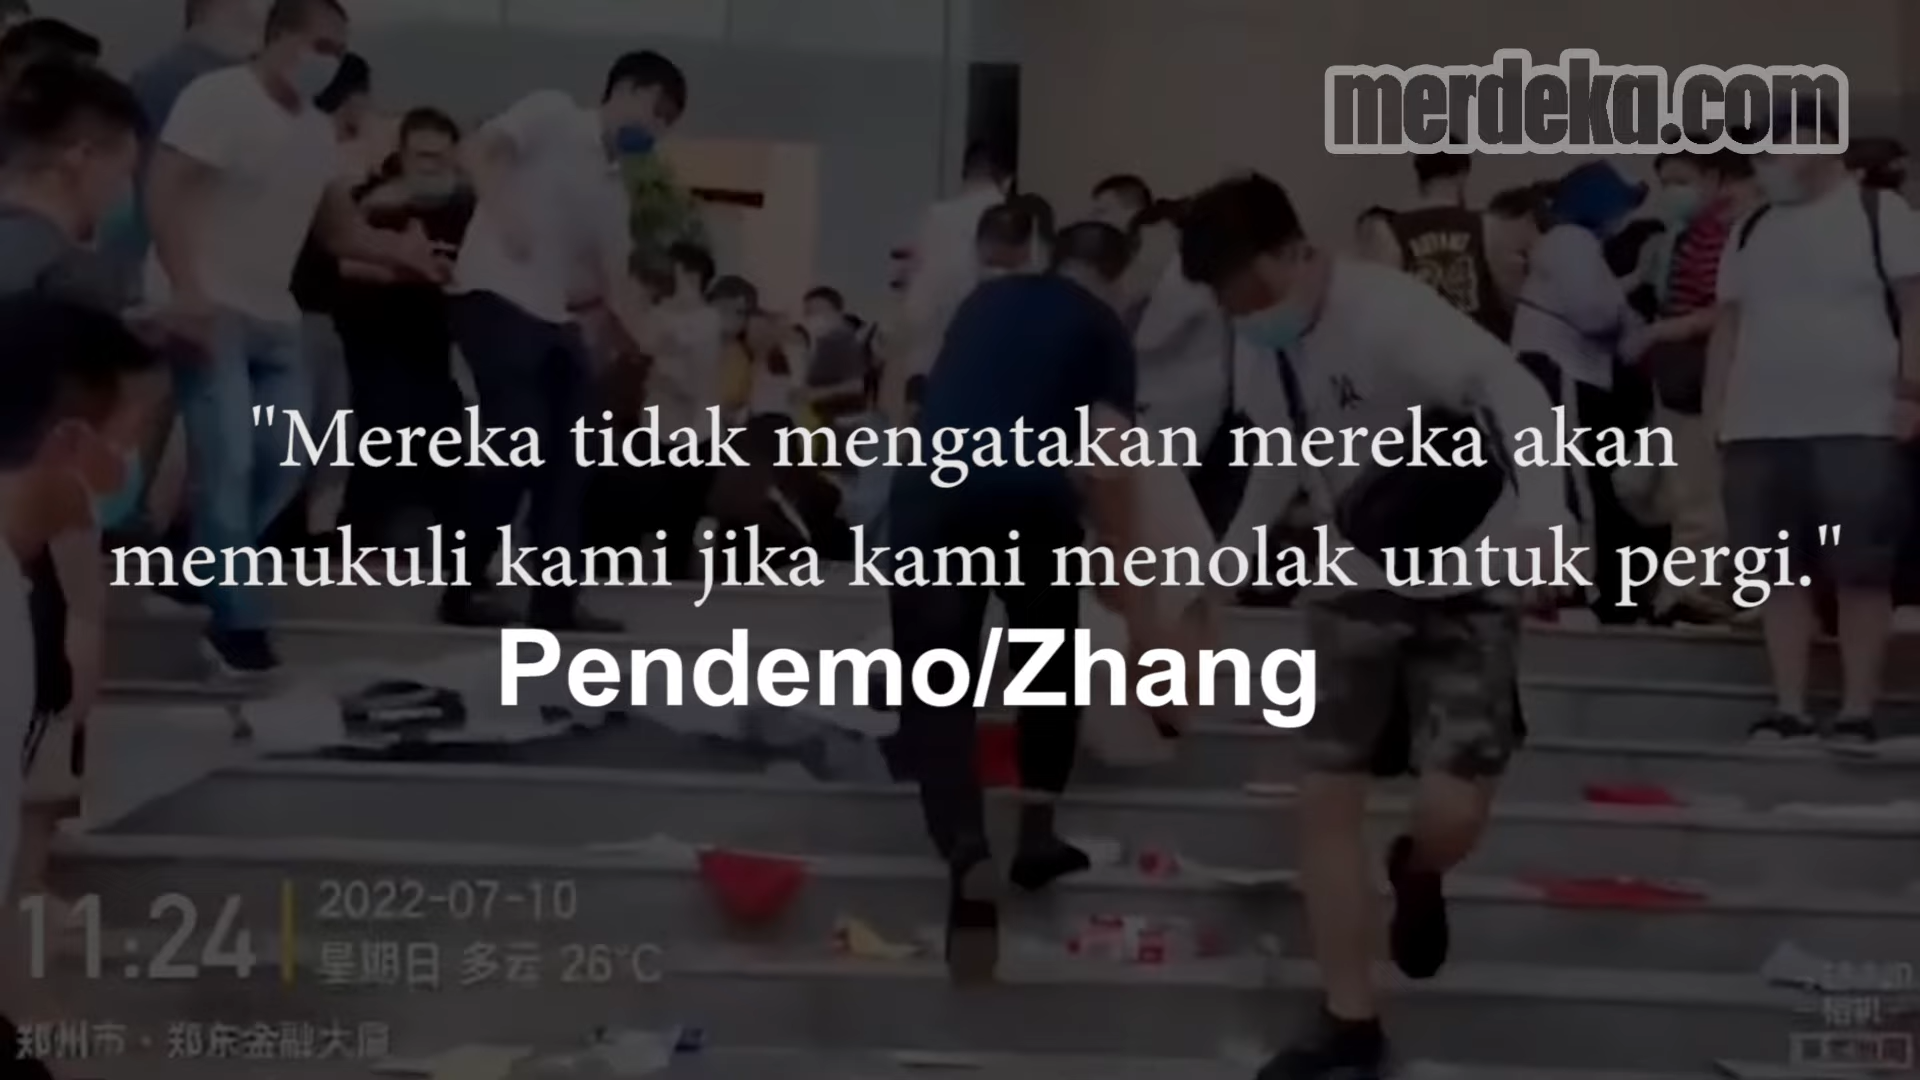 merdeka.com
"Mereka tidak mengatakan mereka akan
memukuli kami jika kami menolak untuk pergi."
Pendemo/Zhang
11:24
2022-07-10
星期日 多云 26°C
郑州市·郑东金融大厦